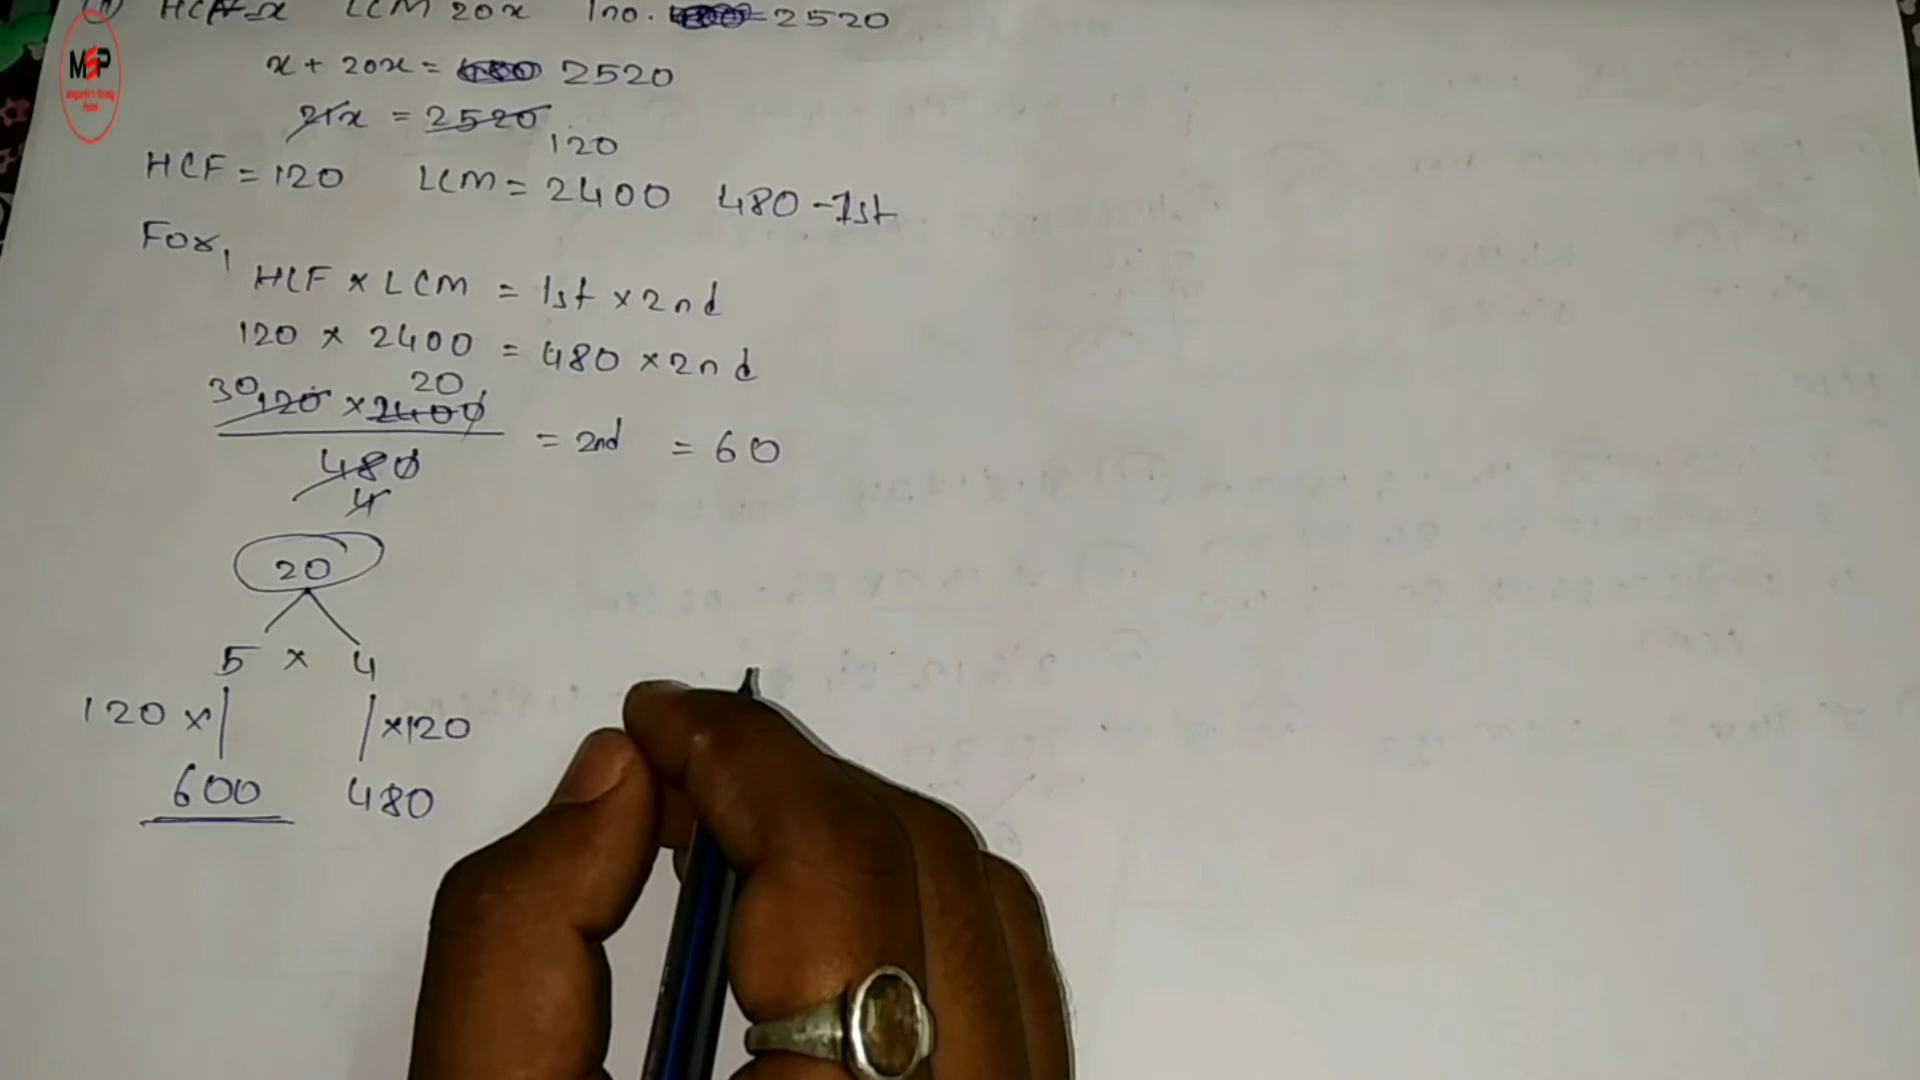 HCF = x LCM 20x 1no. = 2520
MSP
x + 20x = 2520
21x = 2520
120
HCF = 120 LCM = 2400 480 - 1st
For,
HCF × LCM = 1st × 2nd
120 × 2400 = 480 × 2nd
30 20
120 × 2400
= 2nd = 60
480
4
20
5 × 4
120 × ×120
600 480